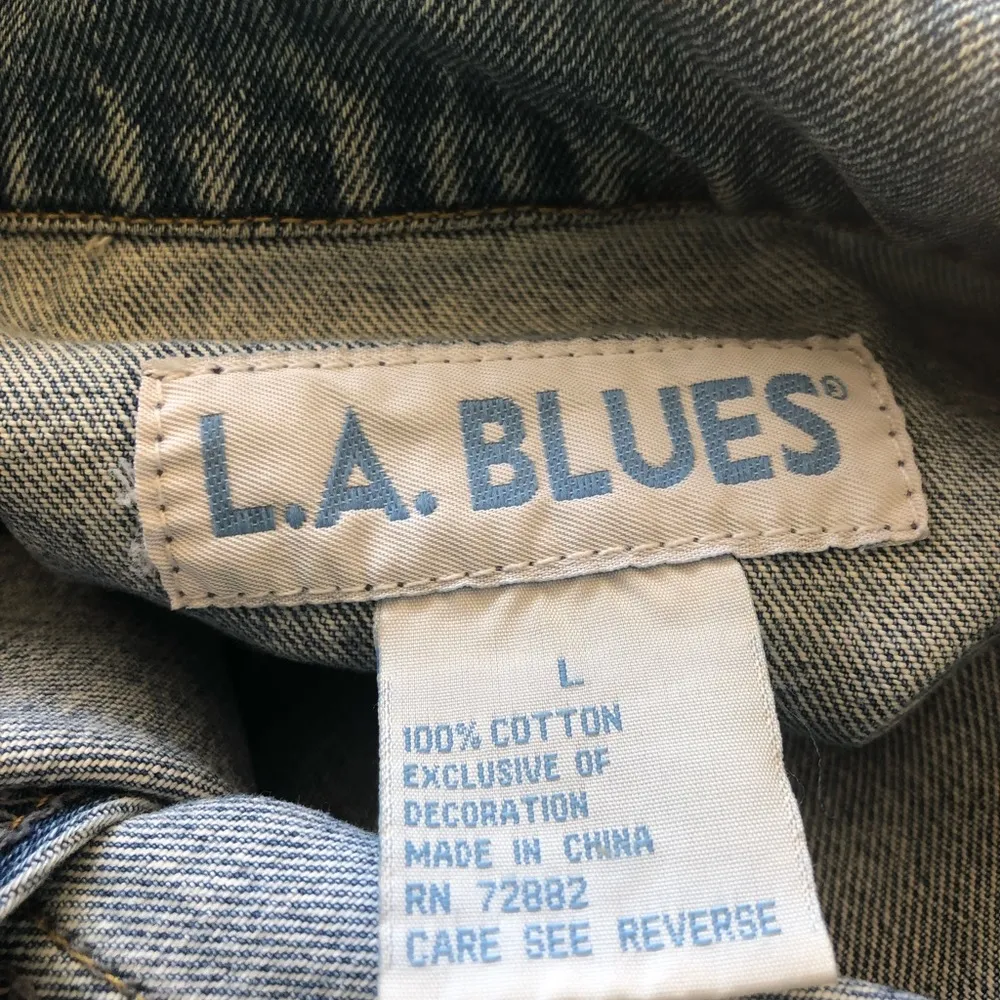 L.A. BLUES®
L
100% COTTON
EXCLUSIVE OF
DECORATION
MADE IN CHINA
RN 72882
CARE SEE REVERSE